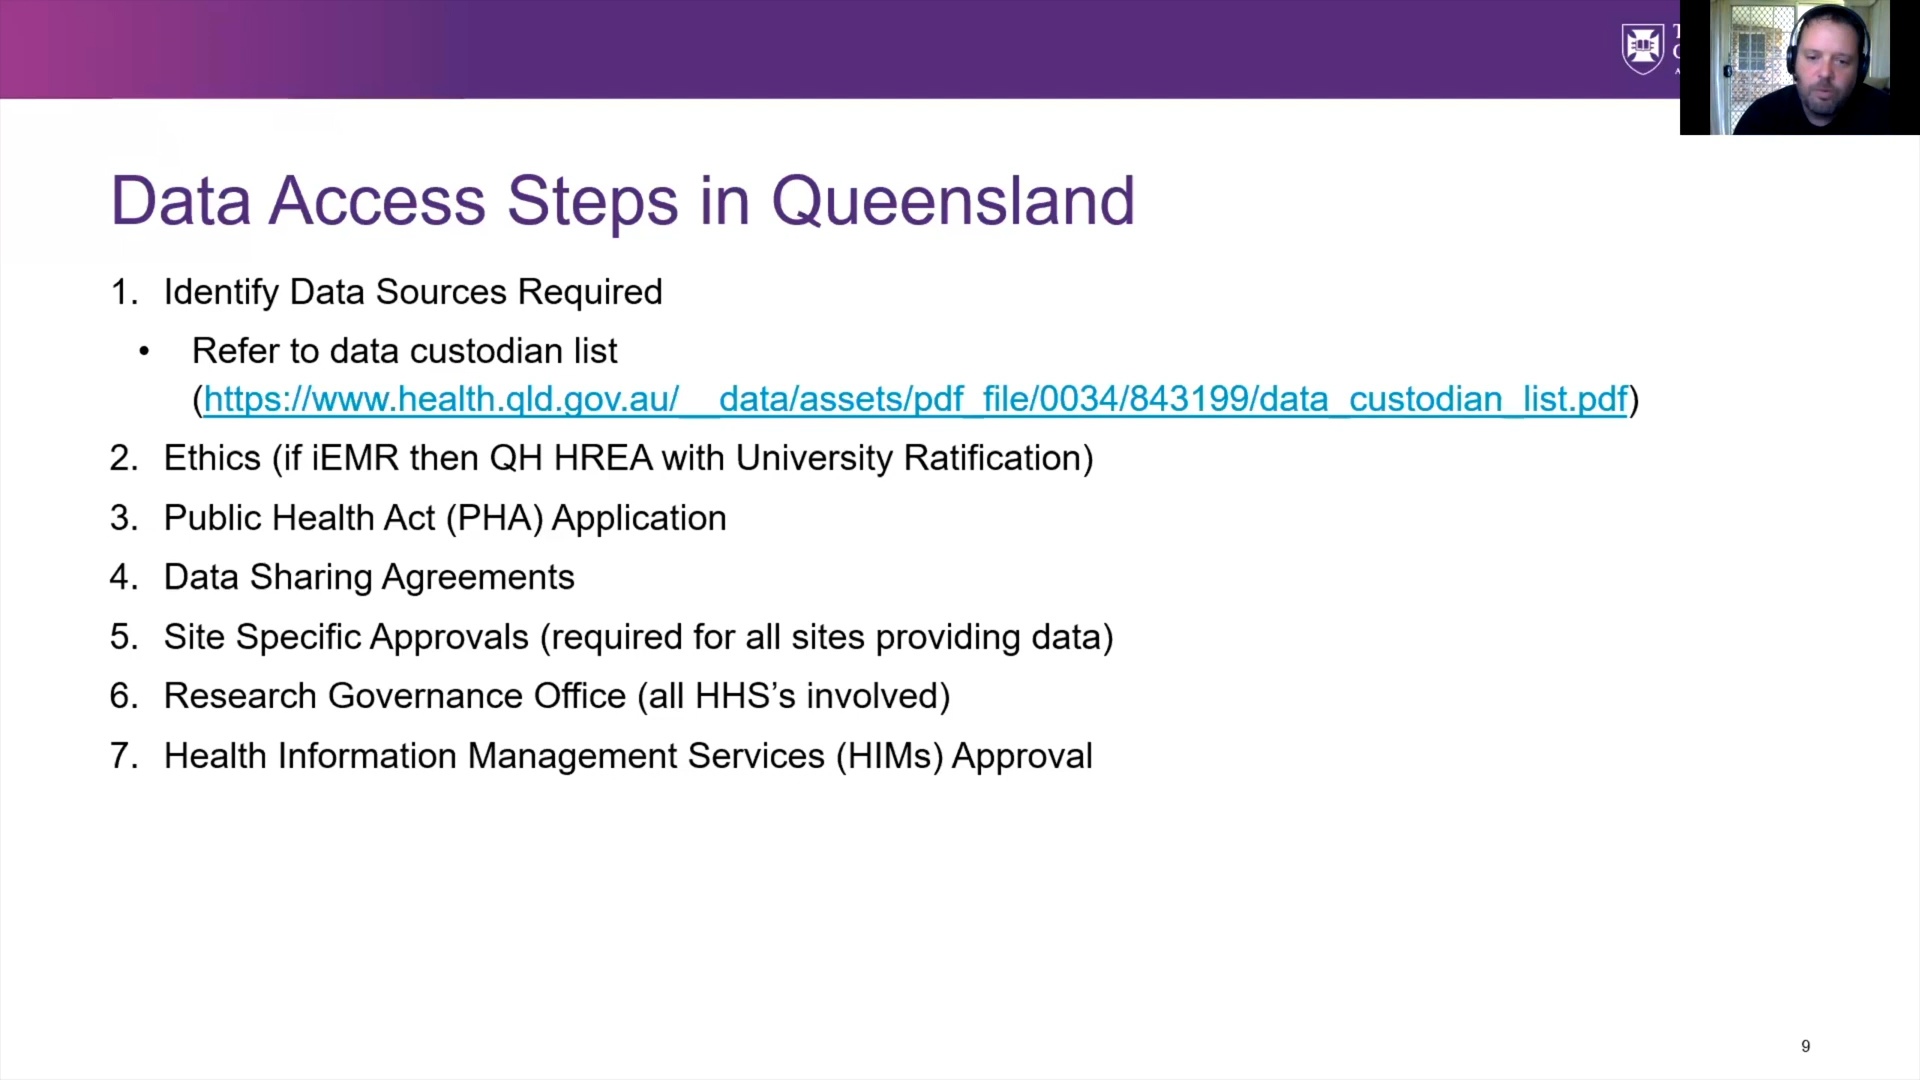 Data Access Steps in Queensland
1. Identify Data Sources Required
• Refer to data custodian list
(https://www.health.qld.gov.au/__data/assets/pdf_file/0034/843199/data_custodian_list.pdf)
2. Ethics (if iEMR then QH HREA with University Ratification)
3. Public Health Act (PHA) Application
4. Data Sharing Agreements
5. Site Specific Approvals (required for all sites providing data)
6. Research Governance Office (all HHS’s involved)
7. Health Information Management Services (HIMs) Approval
9